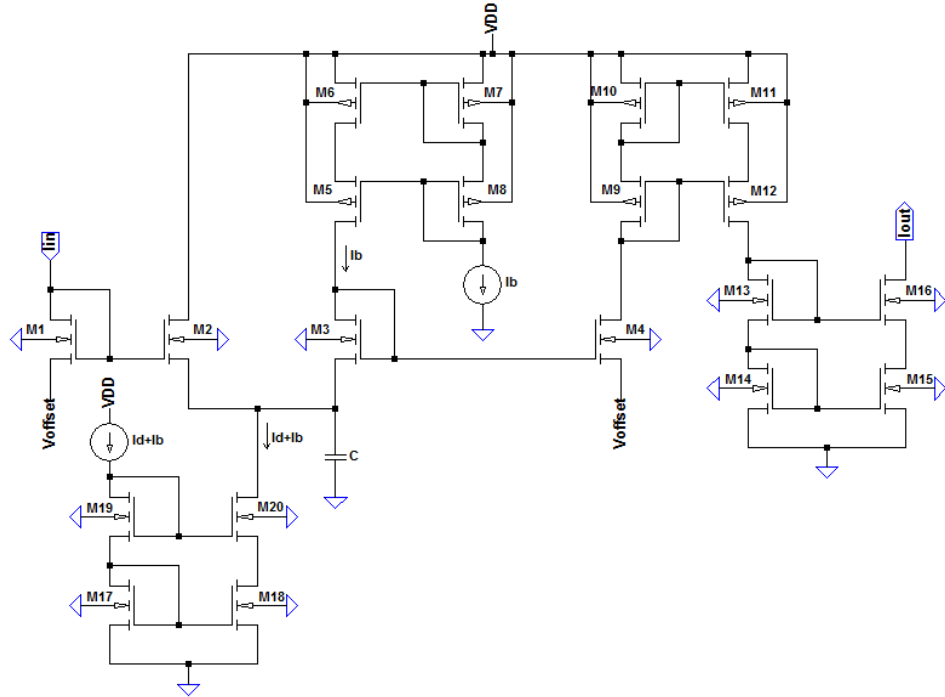 VDD
M6
M7
M10
M11
M5
M8
M9
M12
Iin
Ib
Ib
Iout
M13
M16
M1
M2
M3
M4
M14
M15
Voffset
VDD
Voffset
Id+Ib
Id+Ib
C
M19
M20
M17
M18